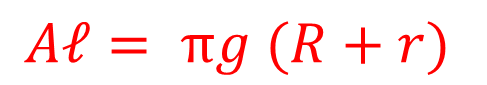 Aℓ = πg (R + r)